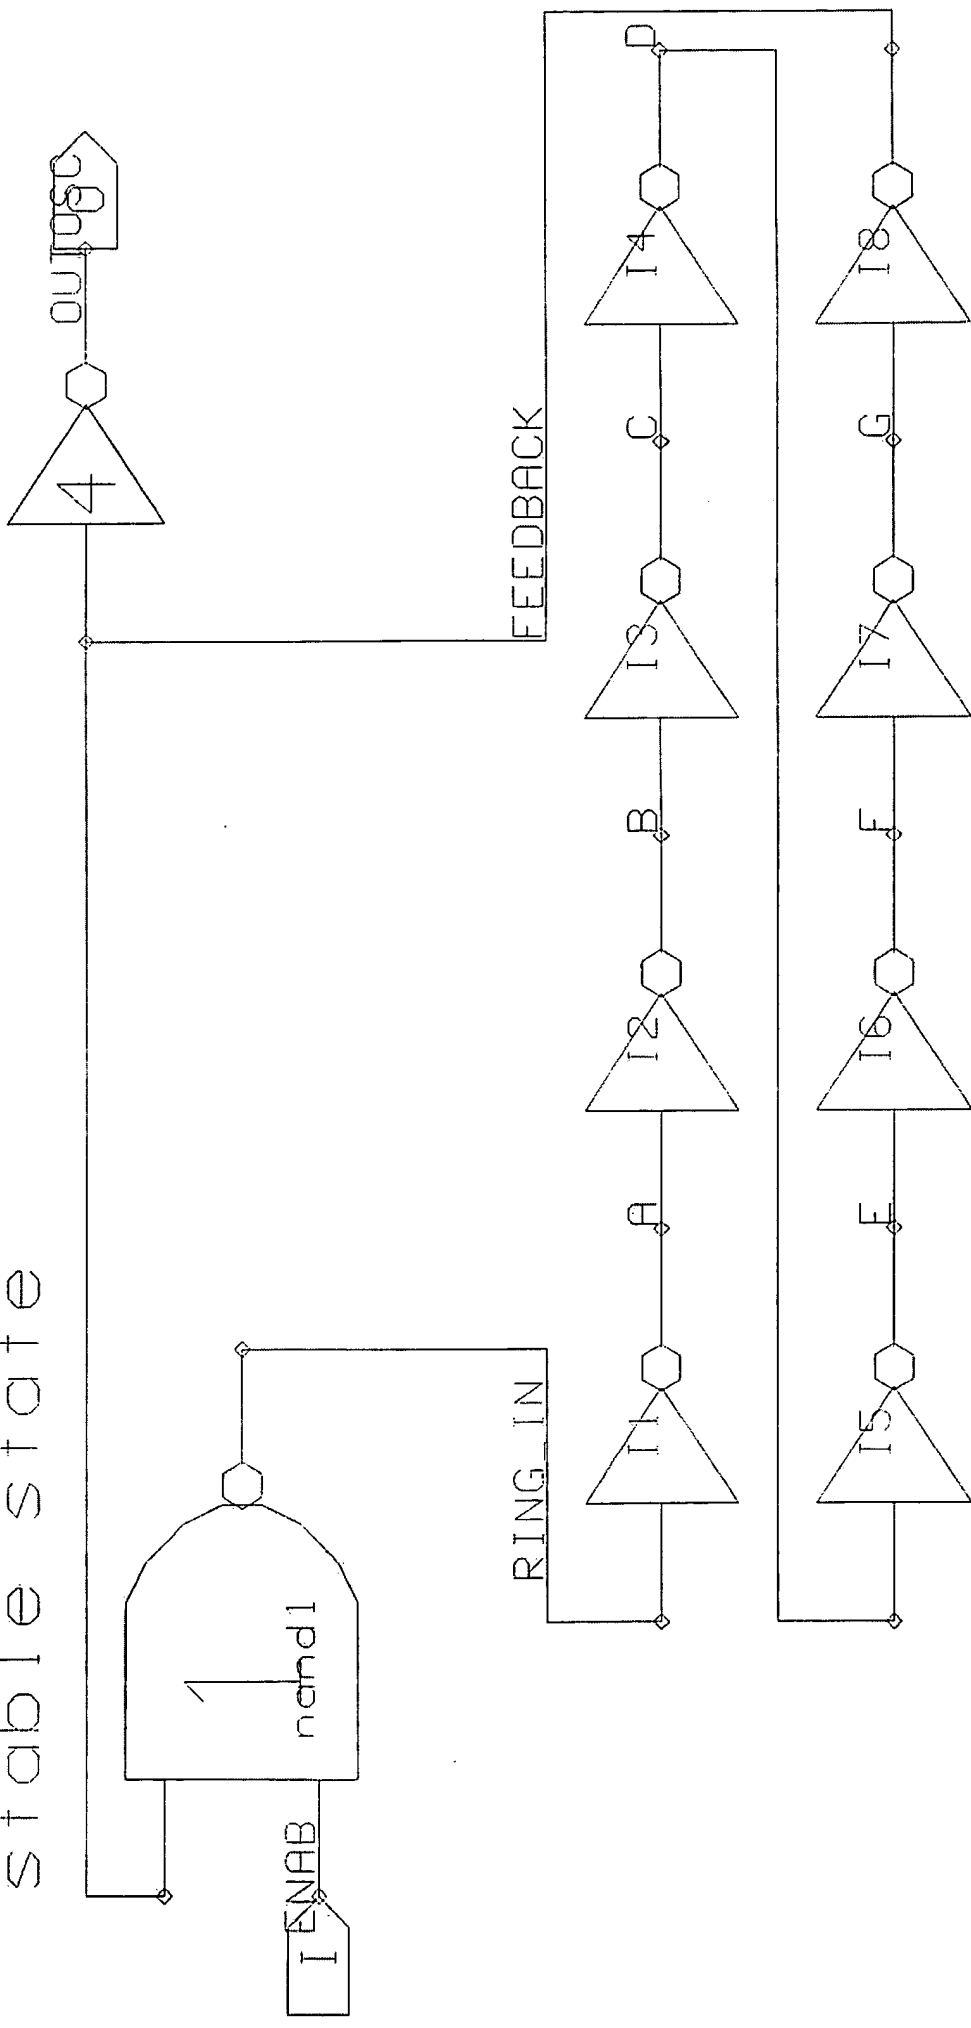 stable state
OUTOSC
O
4
FEEDBACK
1
nand1
ENAB
I
RING_IN
I1
A
I2
B
I3
C
I4
D
I5
E
I6
F
I7
G
I8